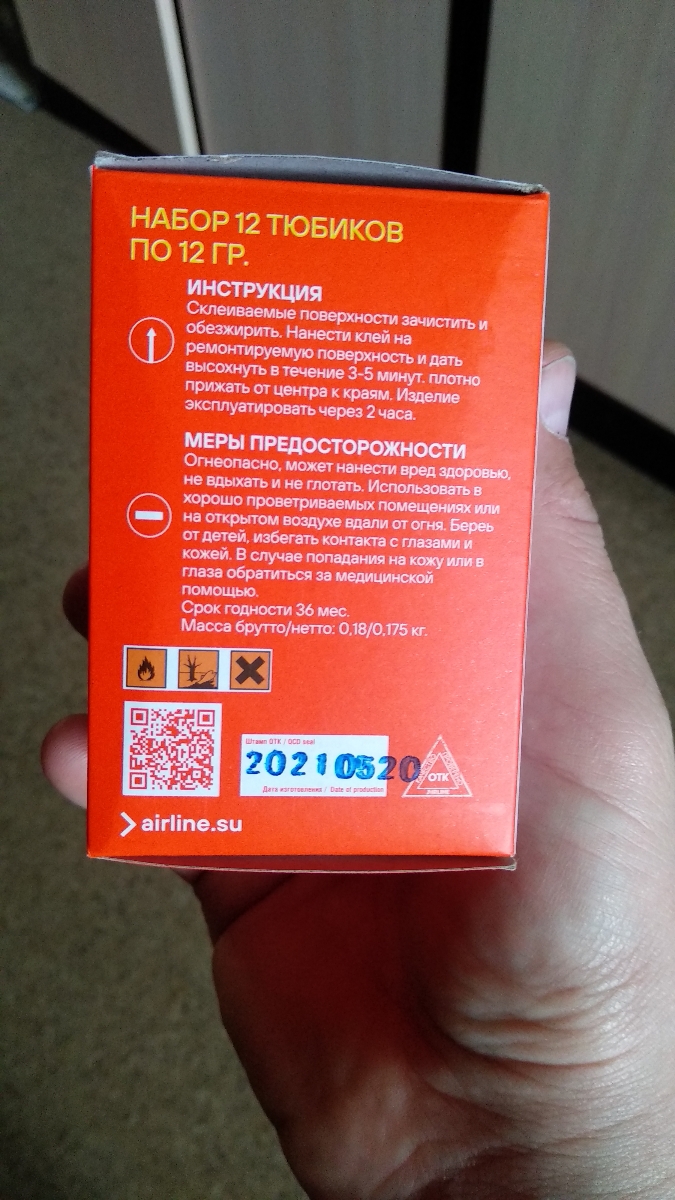 НАБОР 12 ТЮБИКОВ
ПО 12 ГР.
ИНСТРУКЦИЯ
Склеиваемые поверхности зачистить и
обезжирить. Нанести клей на
ремонтируемую поверхность и дать
высохнуть в течение 3-5 минут. плотно
прижать от центра к краям. Изделие
эксплуатировать через 2 часа.
МЕРЫ ПРЕДОСТОРОЖНОСТИ
Огнеопасно, может нанести вред здоровью,
не вдыхать и не глотать. Использовать в
хорошо проветриваемых помещениях или
на открытом воздухе вдали от огня. Беречь
от детей, избегать контакта с глазами и
кожей. В случае попадания на кожу или в
глаза обратиться за медицинской
помощью.
Срок годности 36 мес.
Масса брутто/нетто: 0,18/0,175 кг.
Штамп ОТК / QCD seal
20210520
Дата изготовления / Date of production
ОТК
AIRLINE
airline.su